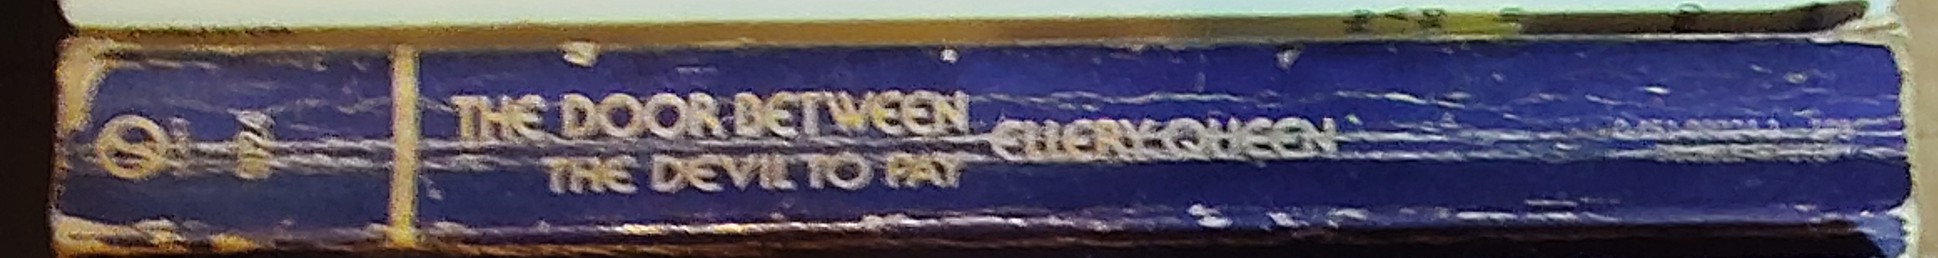 THE DOOR BETWEEN
THE DEVIL TO PAY
ELLERY QUEEN